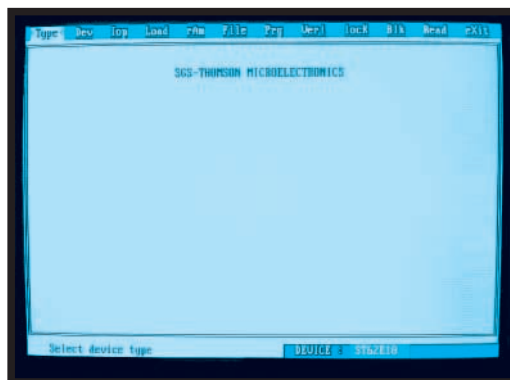 Type Dev Iop Load rAm File Prg Veri locK Blk Read eXit
SGS-THOMSON MICROELECTRONICS
Select device type DEVICE : ST62E10